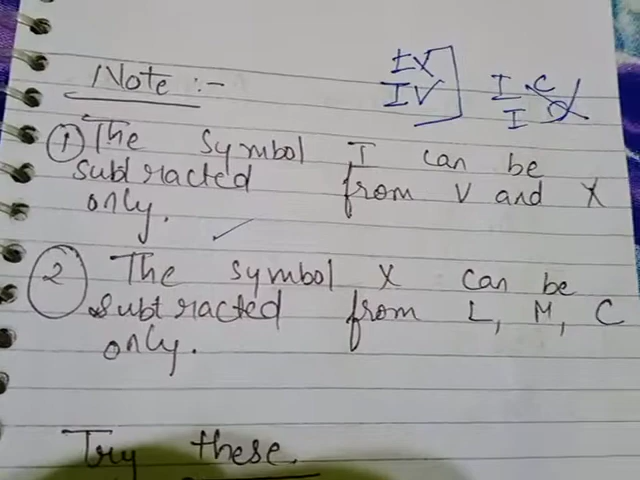 Note :-
IX
IV
I C
I D
① The symbol I can be
subtracted from V and X
only.
② The symbol X can be
subtracted from L, M, C
only.
Try these.